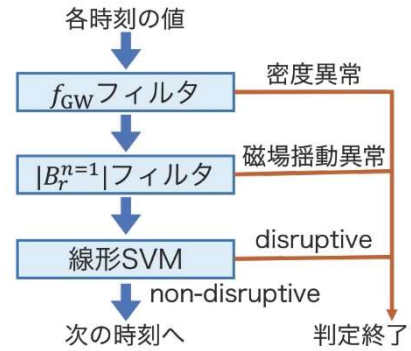 各時刻の値
密度異常
f_GWフィルタ
磁場揺動異常
|B_r^{n=1}|フィルタ
disruptive
線形SVM
non-disruptive
次の時刻へ
判定終了